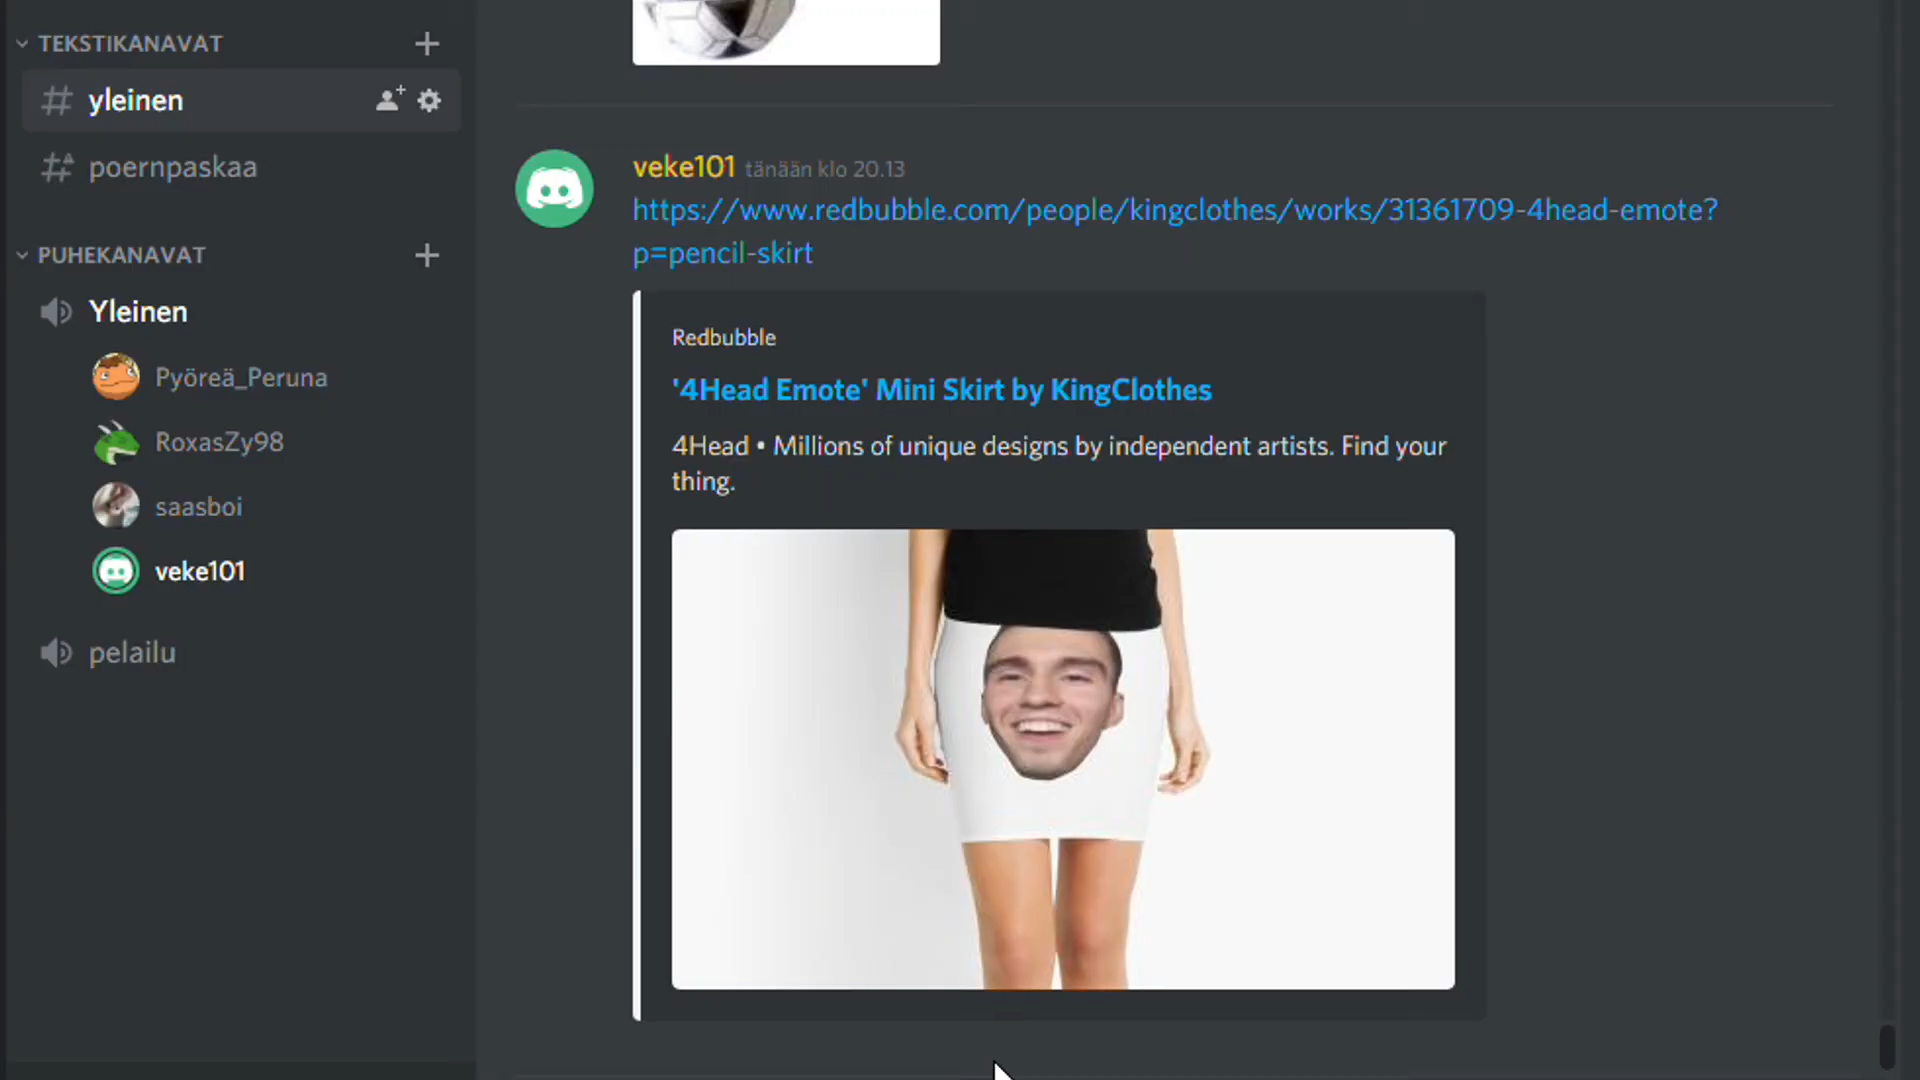 TEKSTIKANAVAT
yleinen
poernpaskaa
PUHEKANAVAT
Yleinen
Pyöreä_Peruna
RoxasZy98
saasboi
veke101
pelailu
veke101 tänään klo 20.13
https://www.redbubble.com/people/kingclothes/works/31361709-4head-emote?
p=pencil-skirt
Redbubble
'4Head Emote' Mini Skirt by KingClothes
4Head • Millions of unique designs by independent artists. Find your
thing.